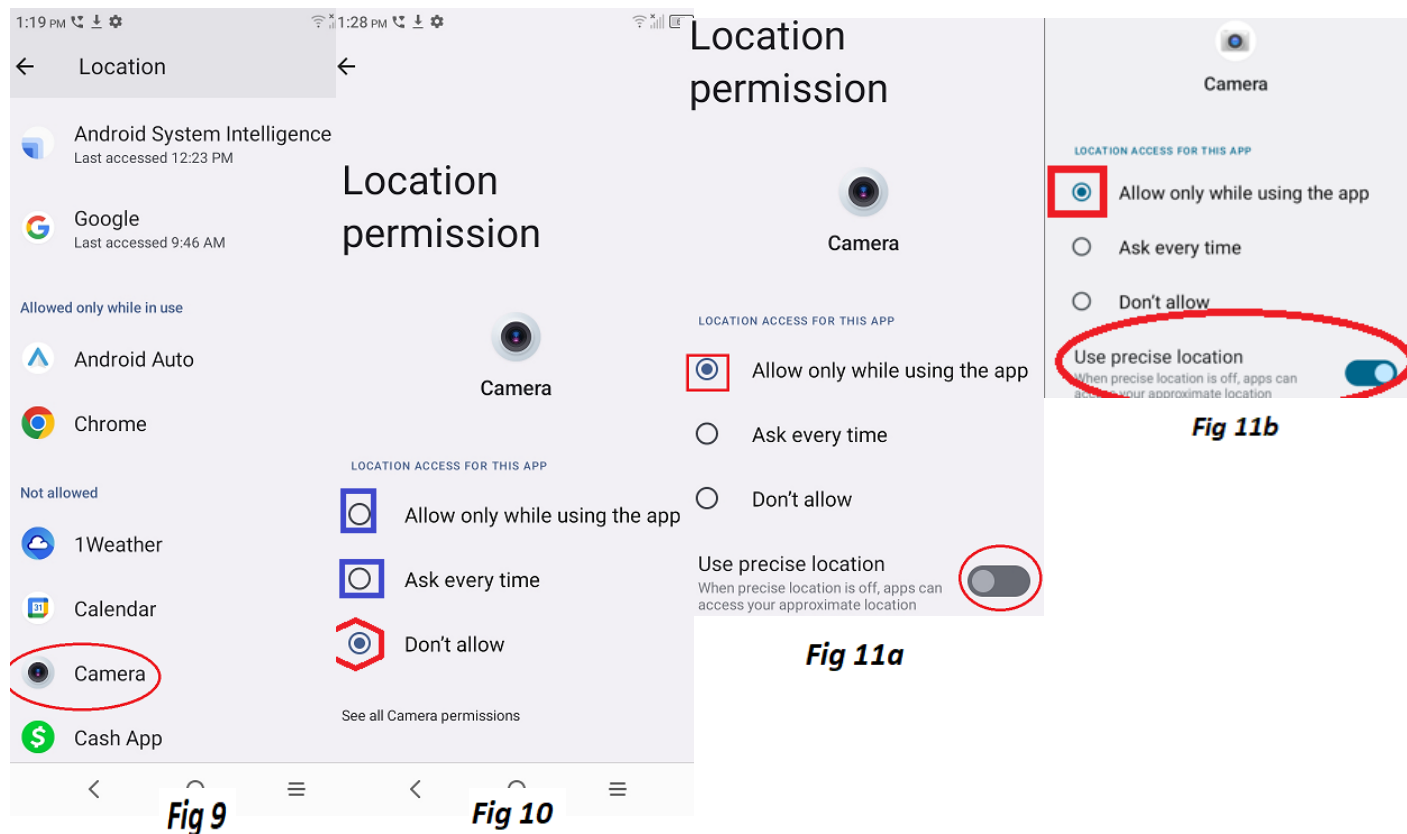 1:19 PM
Location
Android System Intelligence
Last accessed 12:23 PM
Google
Last accessed 9:46 AM
Allowed only while in use
Android Auto
Chrome
Not allowed
1Weather
31
Calendar
Camera
$
Cash App
Fig 9
1:28 PM
Location
permission
Camera
LOCATION ACCESS FOR THIS APP
Allow only while using the app
Ask every time
Don't allow
See all Camera permissions
Fig 10
Location
permission
Camera
LOCATION ACCESS FOR THIS APP
Allow only while using the app
Ask every time
Don't allow
Use precise location
When precise location is off, apps can
access your approximate location
Fig 11a
Camera
LOCATION ACCESS FOR THIS APP
Allow only while using the app
Ask every time
Don't allow
Use precise location
When precise location is off, apps can
access your approximate location
Fig 11b